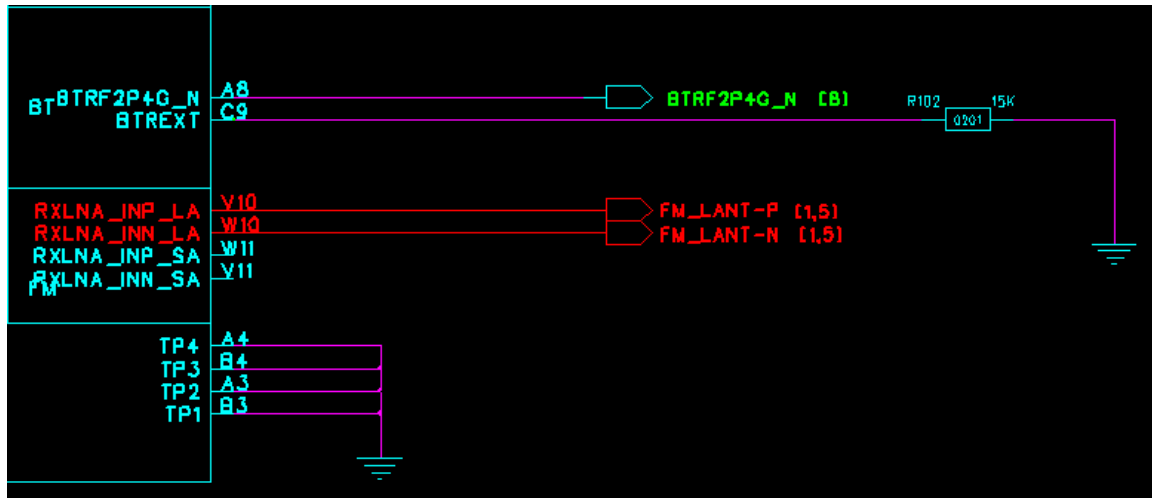 BTRF2P4G_N A8 BTRF2P4G_N [8]
BT
BTREXT C9 R102 0201 15K
RXLNA_INP_LA V10 FM_LANT-P [1,5]
RXLNA_INN_LA W10 FM_LANT-N [1,5]
RXLNA_INP_SA W11
RXLNA_INN_SA V11
FM
TP4 A4
TP3 B4
TP2 A3
TP1 B3